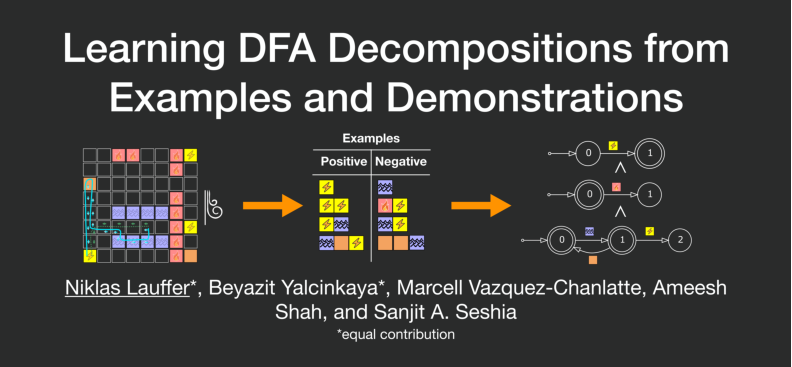 Learning DFA Decompositions from
Examples and Demonstrations
Examples
Positive Negative
0 1
∧
0 1
∧
0 1 2
Niklas Lauffer*, Beyazit Yalcinkaya*, Marcell Vazquez-Chanlatte, Ameesh
Shah, and Sanjit A. Seshia
*equal contribution